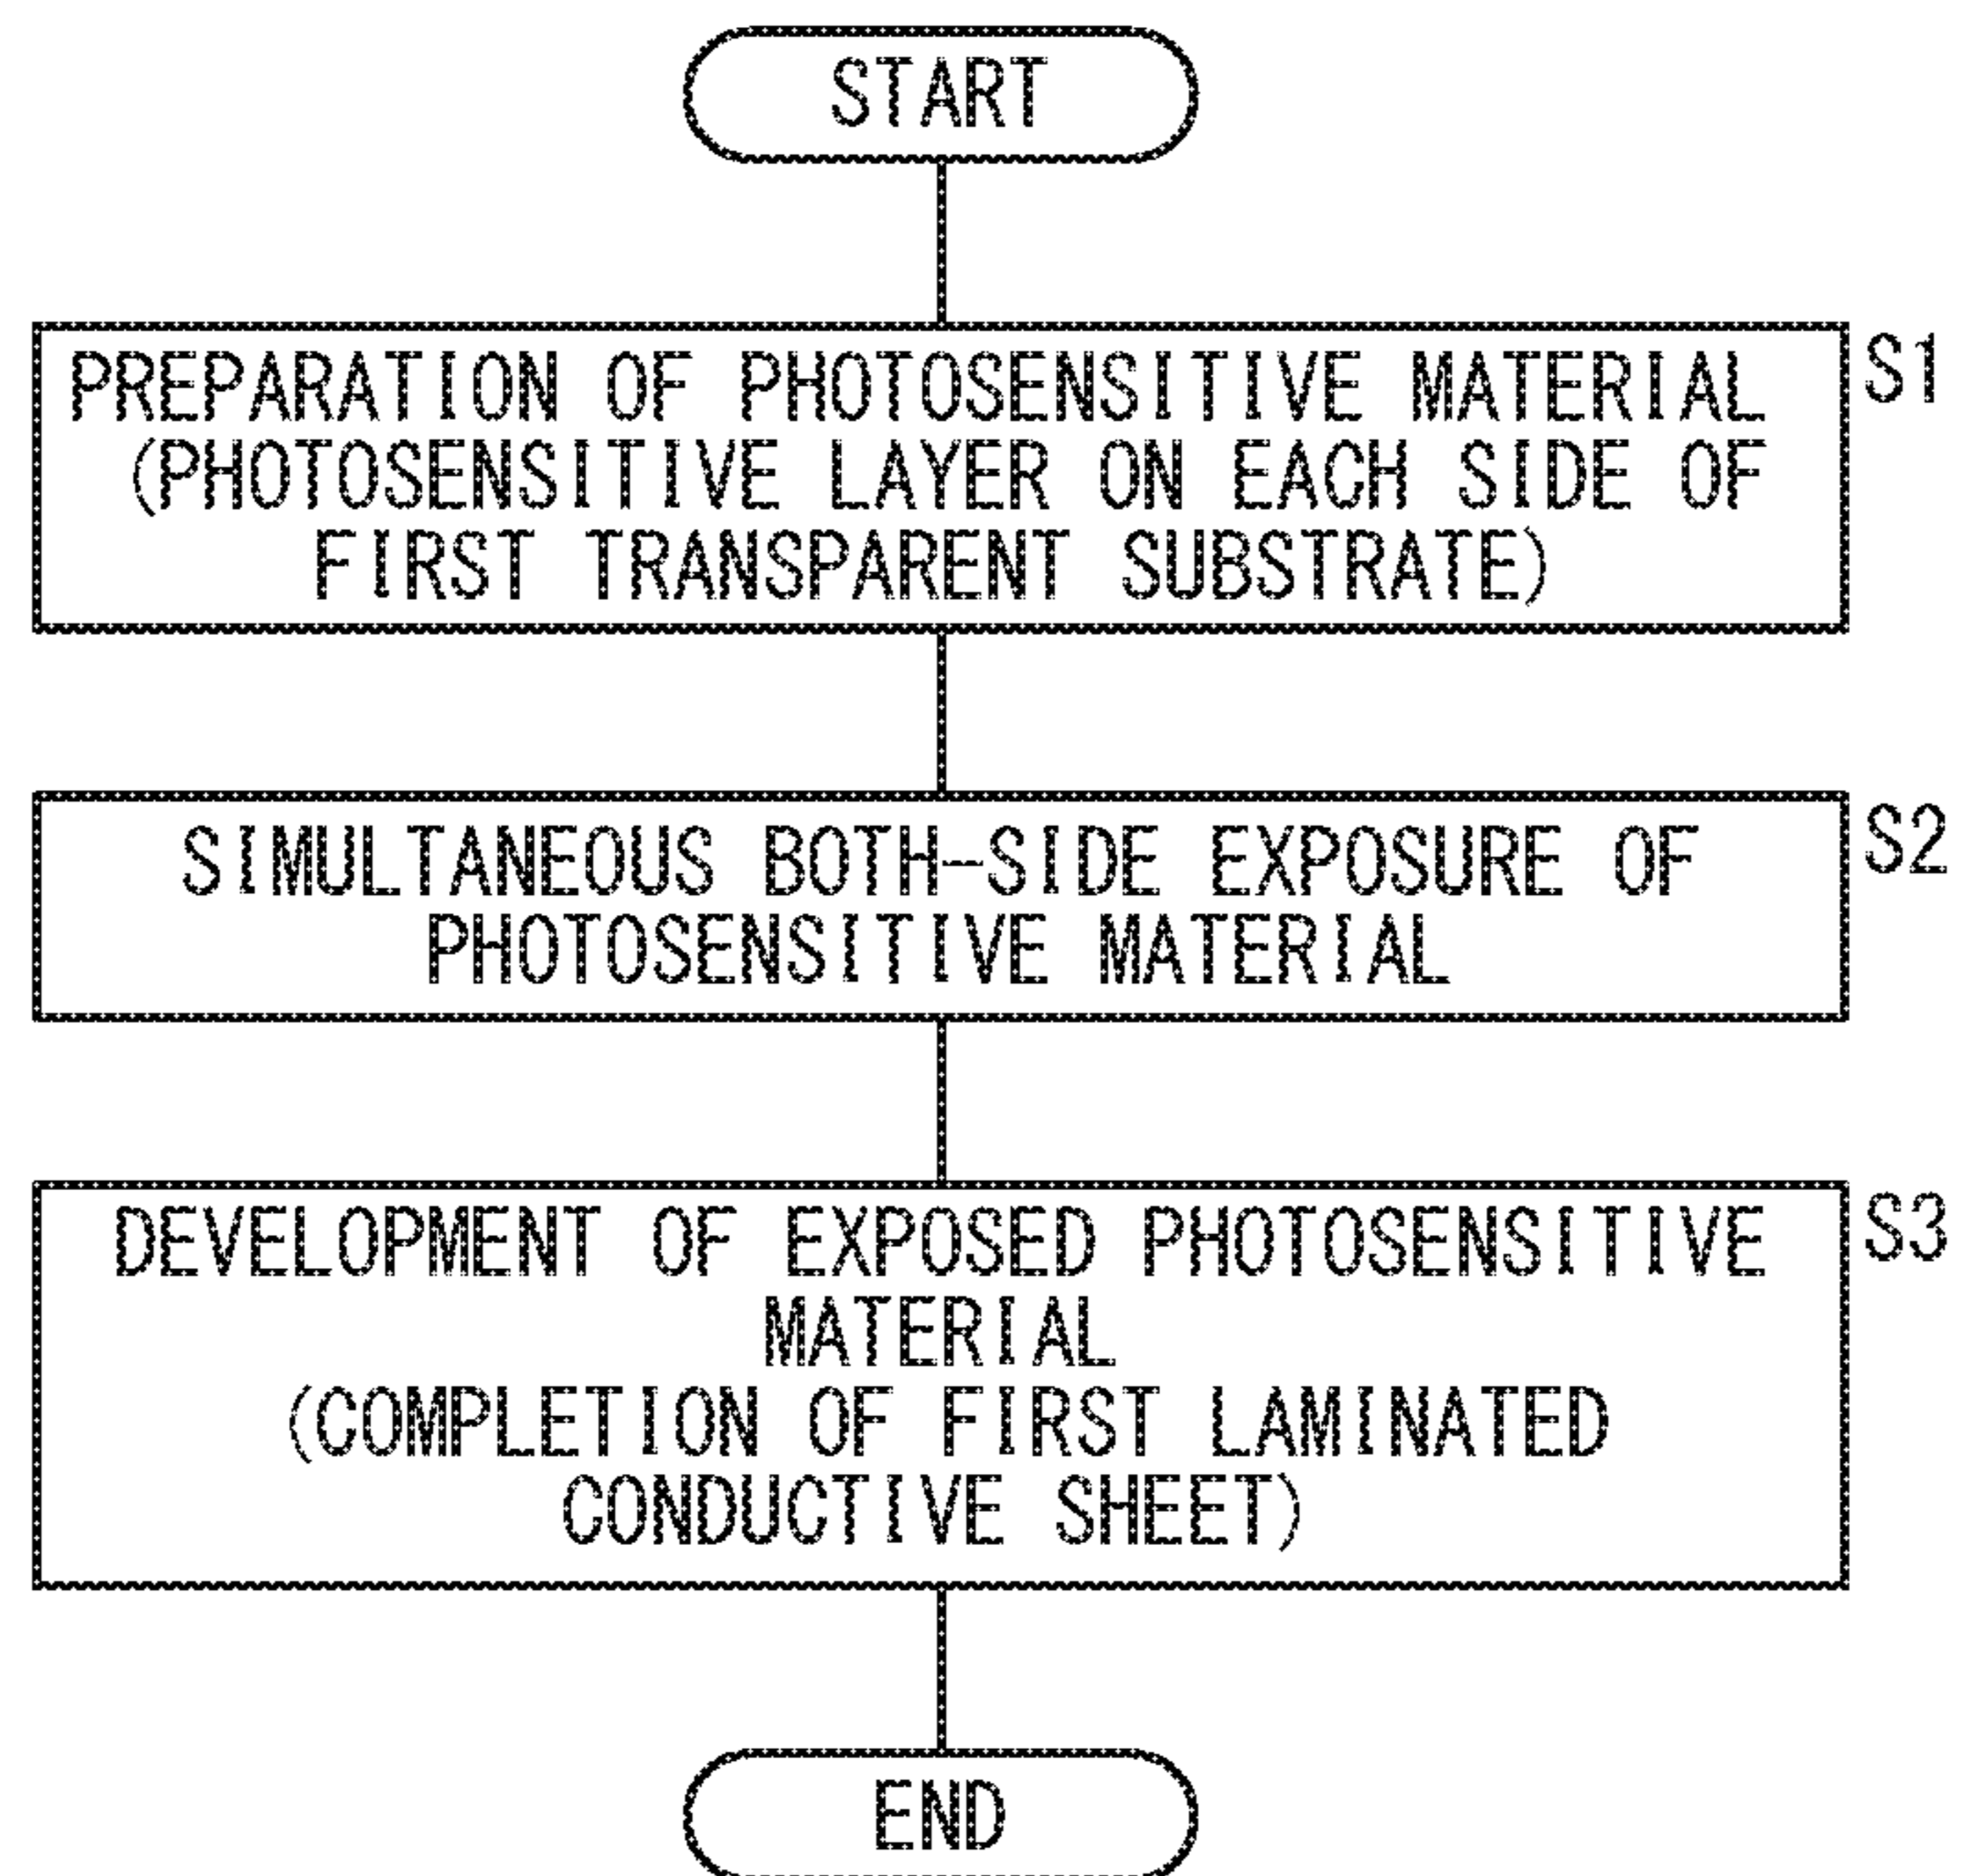 START
PREPARATION OF PHOTOSENSITIVE MATERIAL
(PHOTOSENSITIVE LAYER ON EACH SIDE OF
FIRST TRANSPARENT SUBSTRATE)
S1
SIMULTANEOUS BOTH-SIDE EXPOSURE OF
PHOTOSENSITIVE MATERIAL
S2
DEVELOPMENT OF EXPOSED PHOTOSENSITIVE
MATERIAL
(COMPLETION OF FIRST LAMINATED
CONDUCTIVE SHEET)
S3
END